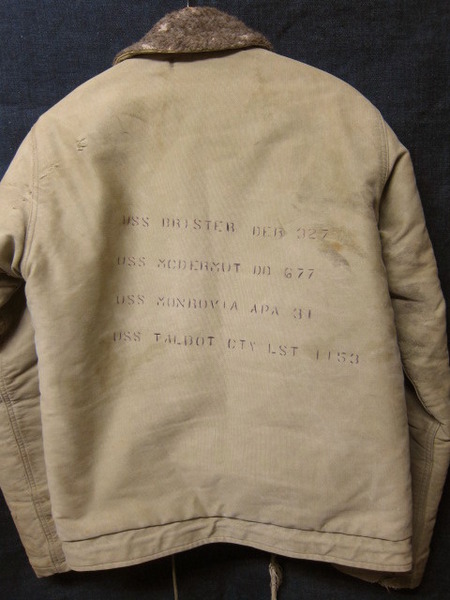 USS BRISTER DER 327
USS MCDERMUT DD 677
USS MONROVIA APA 31
USS TALBOT CTY LST 1153